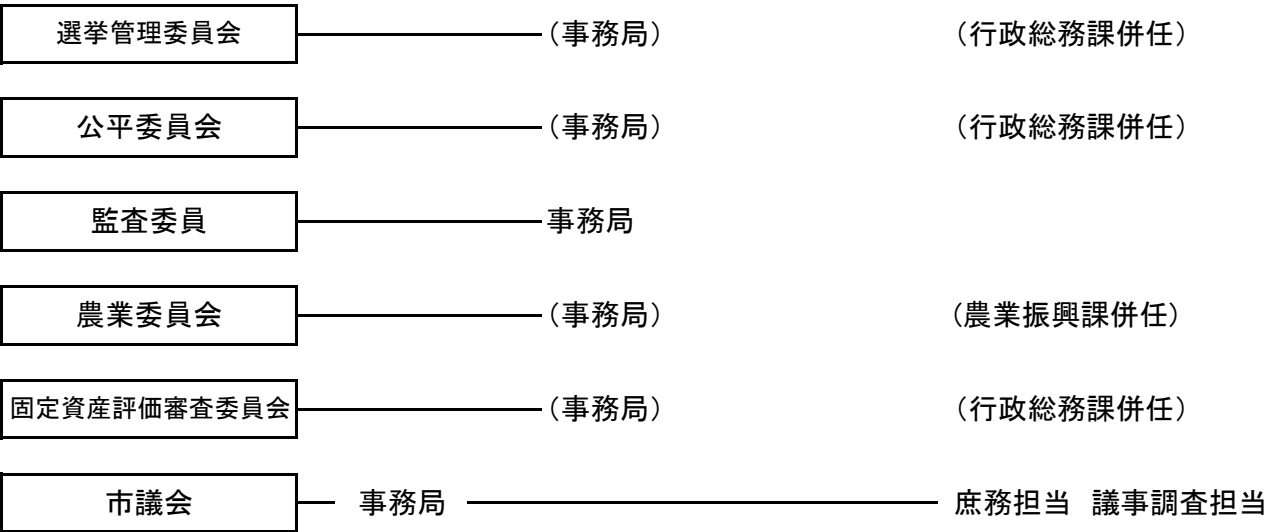 選挙管理委員会 （事務局） （行政総務課併任）
公平委員会 （事務局） （行政総務課併任）
監査委員 事務局
農業委員会 （事務局） （農業振興課併任）
固定資産評価審査委員会 （事務局） （行政総務課併任）
市議会 事務局 庶務担当 議事調査担当